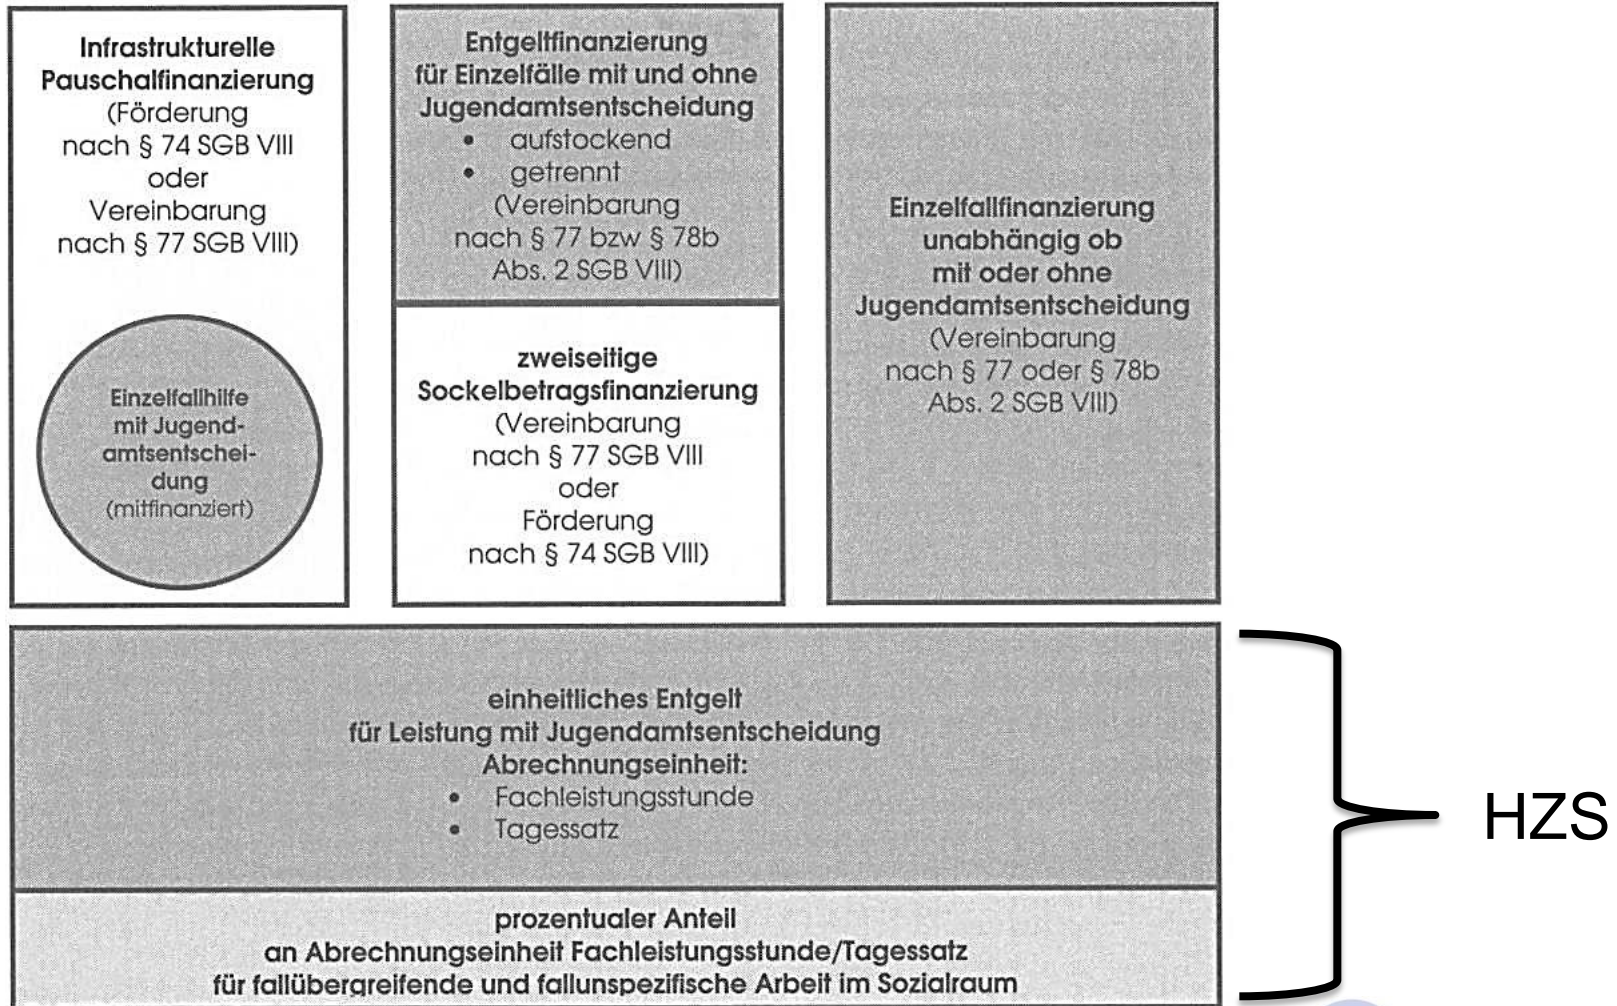 Infrastrukturelle
Pauschalfinanzierung
(Förderung
nach § 74 SGB VIII
oder
Vereinbarung
nach § 77 SGB VIII)
Einzelfallhilfe
mit Jugend-
amtsentschei-
dung
(mitfinanziert)
Entgeltfinanzierung
für Einzelfälle mit und ohne
Jugendamtsentscheidung
• aufstockend
• getrennt
(Vereinbarung
nach § 77 bzw § 78b
Abs. 2 SGB VIII)
zweiseitige
Sockelbetragsfinanzierung
(Vereinbarung
nach § 77 SGB VIII
oder
Förderung
nach § 74 SGB VIII)
Einzelfallfinanzierung
unabhängig ob
mit oder ohne
Jugendamtsentscheidung
(Vereinbarung
nach § 77 oder § 78b
Abs. 2 SGB VIII)
einheitliches Entgelt
für Leistung mit Jugendamtsentscheidung
Abrechnungseinheit:
• Fachleistungsstunde
• Tagessatz
prozentualer Anteil
an Abrechnungseinheit Fachleistungsstunde/Tagessatz
für fallübergreifende und fallunspezifische Arbeit im Sozialraum
HZS